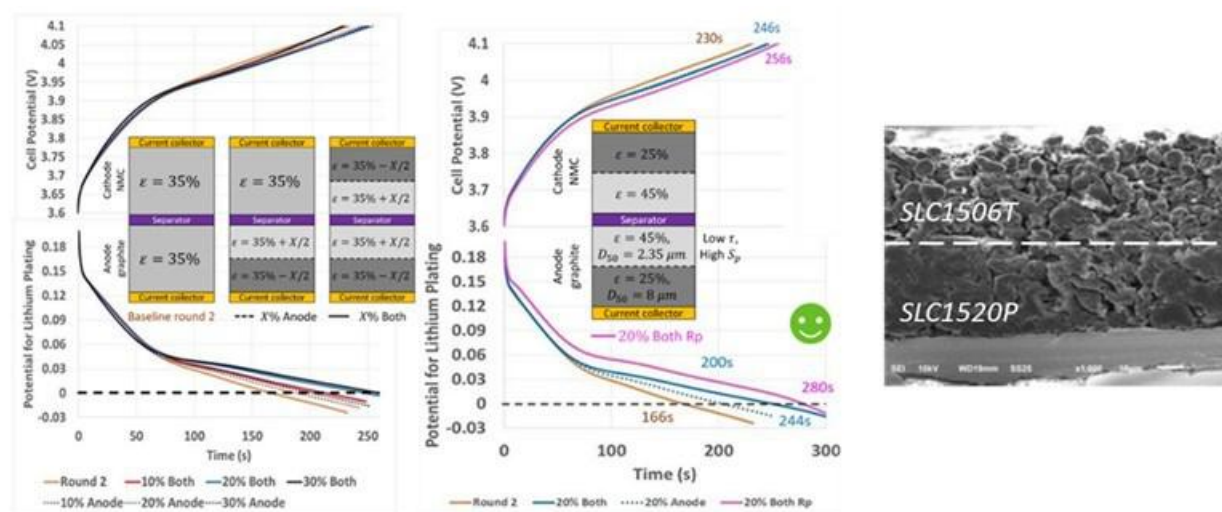 4.1
4.05
4
3.95
3.9
3.85
3.8
3.75
3.7
3.65
3.6
Cell Potential (V)
Current collector
Current collector
Current collector
Cathode NMC
ε = 35%
ε = 35%
ε = 35% − X/2
ε = 35% + X/2
Separator
Separator
Separator
Anode graphite
ε = 35%
ε = 35% + X/2
ε = 35% − X/2
ε = 35% + X/2
ε = 35% − X/2
Current collector
Current collector
Current collector
Baseline round 2
X% Anode
X% Both
0.18
0.15
0.12
0.09
0.06
0.03
0
-0.03
Potential for Lithium Plating
0
50
100
150
200
250
Time (s)
Round 2
10% Both
20% Both
30% Both
10% Anode
20% Anode
30% Anode
4.1
4
3.9
3.8
3.7
3.6
Cell Potential (V)
230s
246s
256s
Current collector
Cathode NMC
ε = 25%
ε = 45%
Separator
Anode graphite
ε = 45%,
D50 = 2.35 μm
Low τ,
High Sp
ε = 25%,
D50 = 8 μm
Current collector
20% Both Rp
0.18
0.15
0.12
0.09
0.06
0.03
0
-0.03
Potential for Lithium Plating
200s
280s
166s
244s
0
100
200
300
Time (s)
Round 2
20% Both
20% Anode
20% Both Rp
SLC1506T
SLC1520P
SEI
10kV
WD19mm
SS26